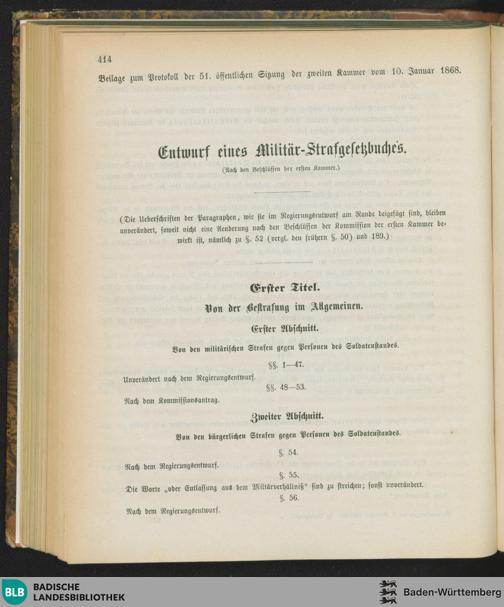 414
Beilage zum Protokoll der 51. öffentlichen Sitzung der zweiten Kammer vom 10. Januar 1868.
Entwurf eines Militär-Strafgesetzbuches.
(Nach den Beschlüssen der ersten Kammer.)
(Die Ueberschriften der Paragraphen, wie sie im Regierungsentwurf am Rande beigefügt sind, bleiben
unverändert, soweit nicht eine Aenderung nach den Beschlüssen der Kommission der ersten Kammer be-
wirkt ist, nämlich zu §. 52 (vergl. den frühern §. 50) und 189.)
Erster Titel.
Von der Bestrafung im Allgemeinen.
Erster Abschnitt.
Von den militärischen Strafen gegen Personen des Soldatenstandes.
§§. 1—47.
Unverändert nach dem Regierungsentwurf.
§§. 48—53.
Nach dem Kommissionsantrag.
Zweiter Abschnitt.
Von den bürgerlichen Strafen gegen Personen des Soldatenstandes.
§. 54.
Nach dem Regierungsentwurf.
§. 55.
Die Worte „oder Entlassung aus dem Militärverhältniß" sind zu streichen; sonst unverändert.
§. 56.
Nach dem Regierungsentwurf.
BLB BADISCHE
LANDESBIBLIOTHEK
Baden-Württemberg